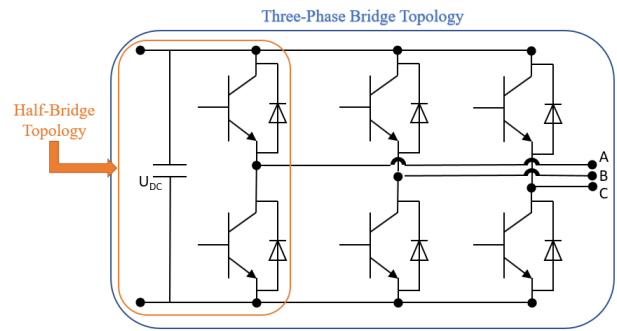 Three-Phase Bridge Topology
Half-Bridge
Topology
U_DC
A
B
C